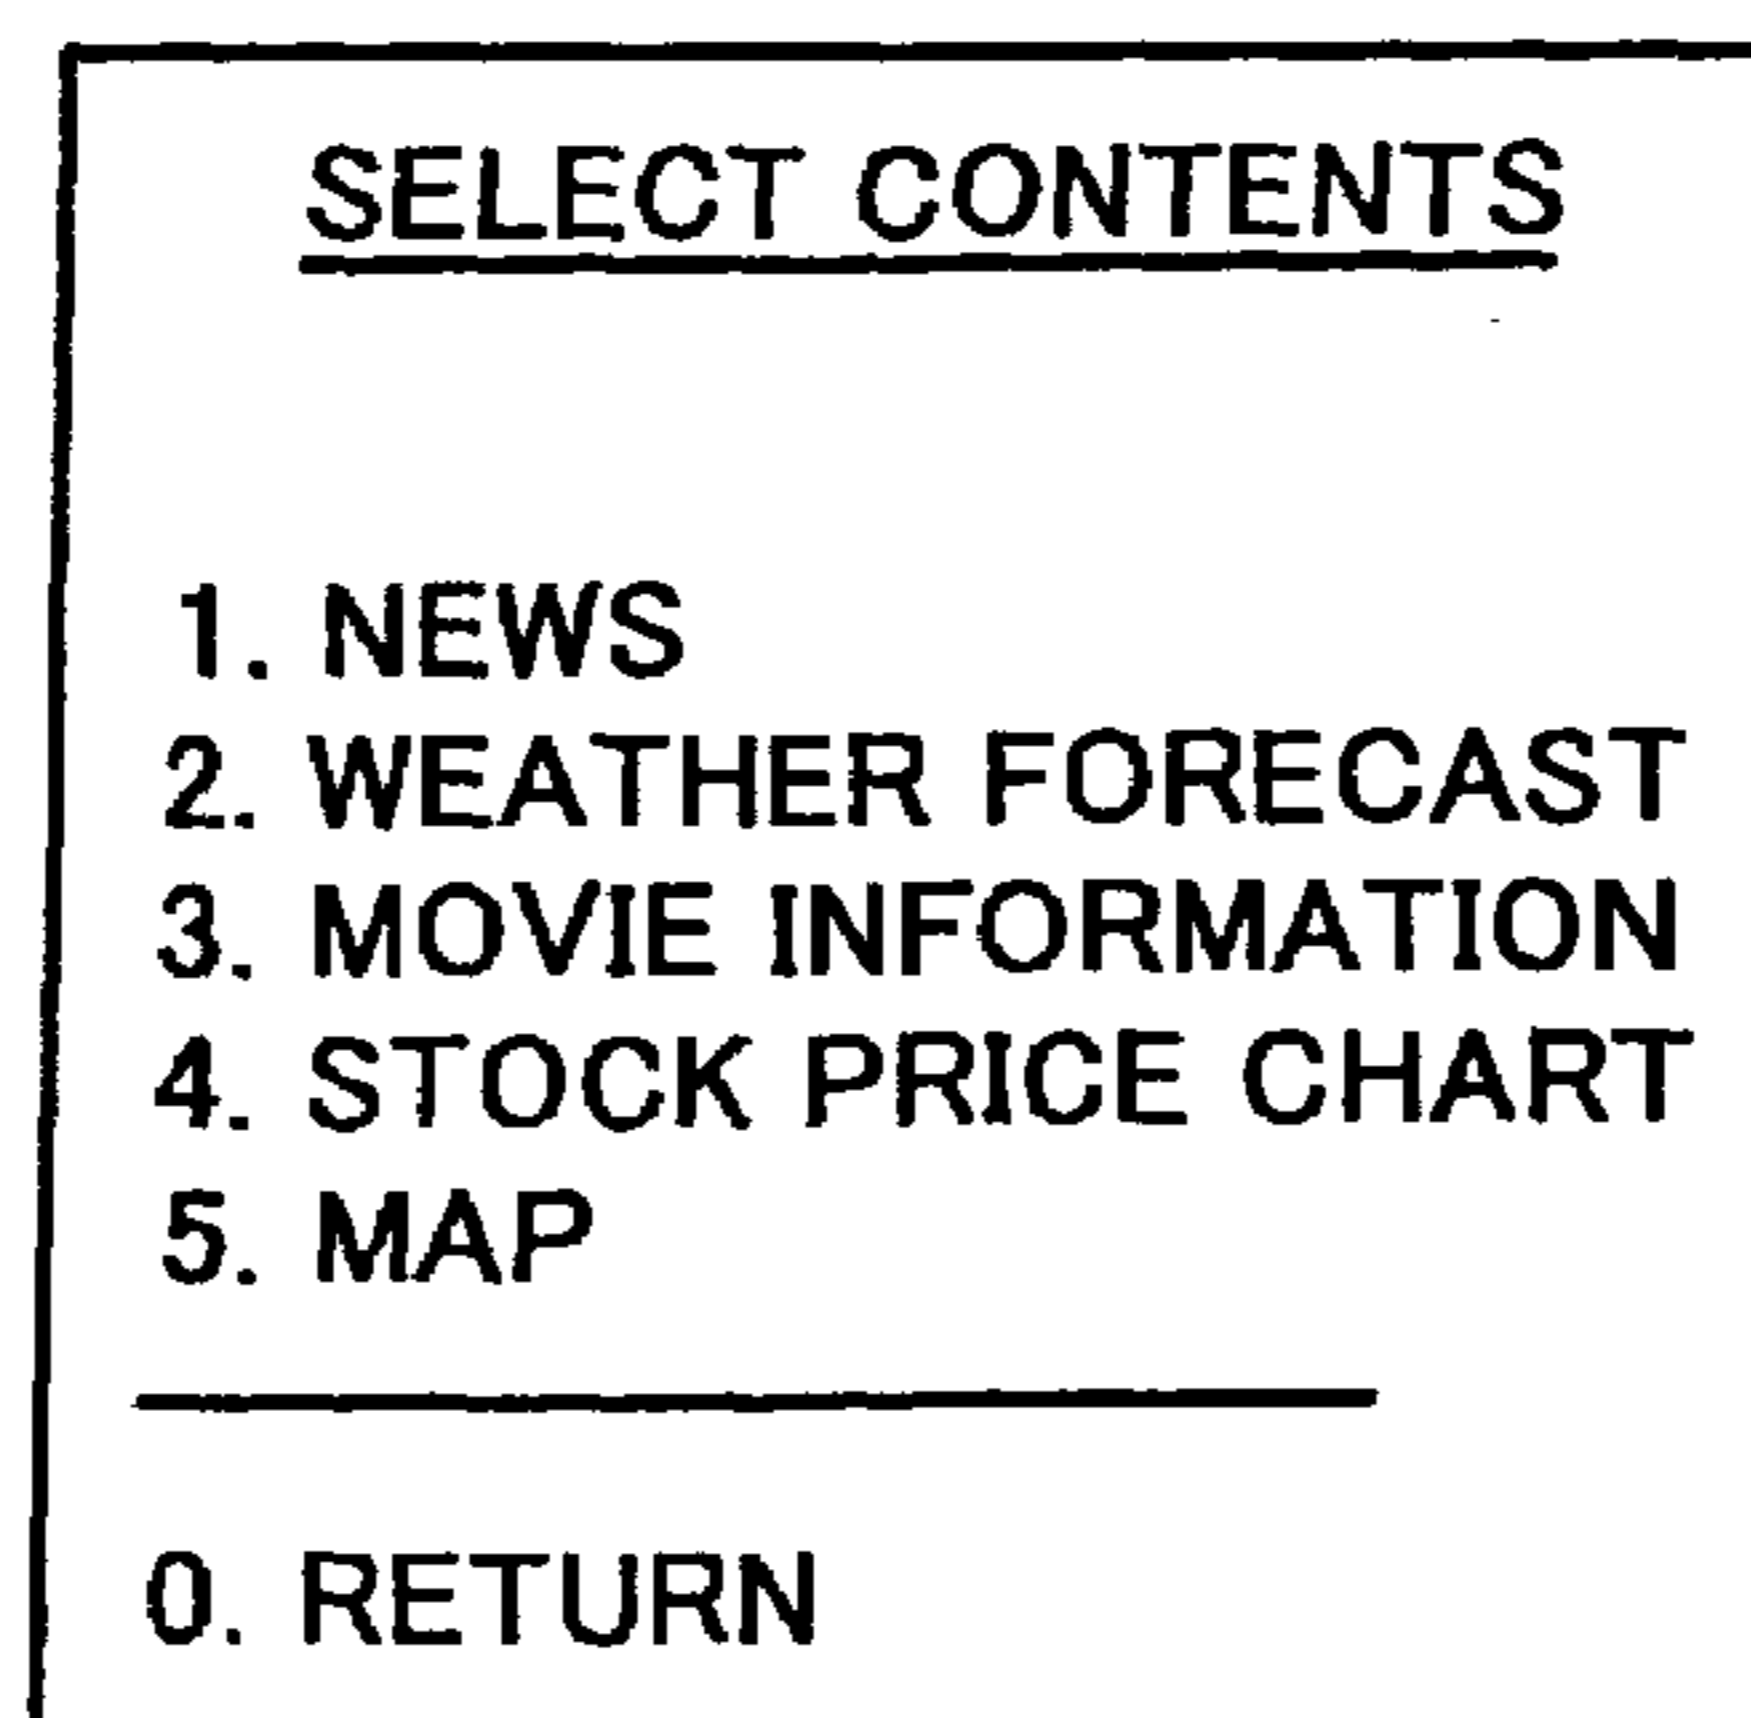 SELECT CONTENTS
1. NEWS
2. WEATHER FORECAST
3. MOVIE INFORMATION
4. STOCK PRICE CHART
5. MAP
0. RETURN